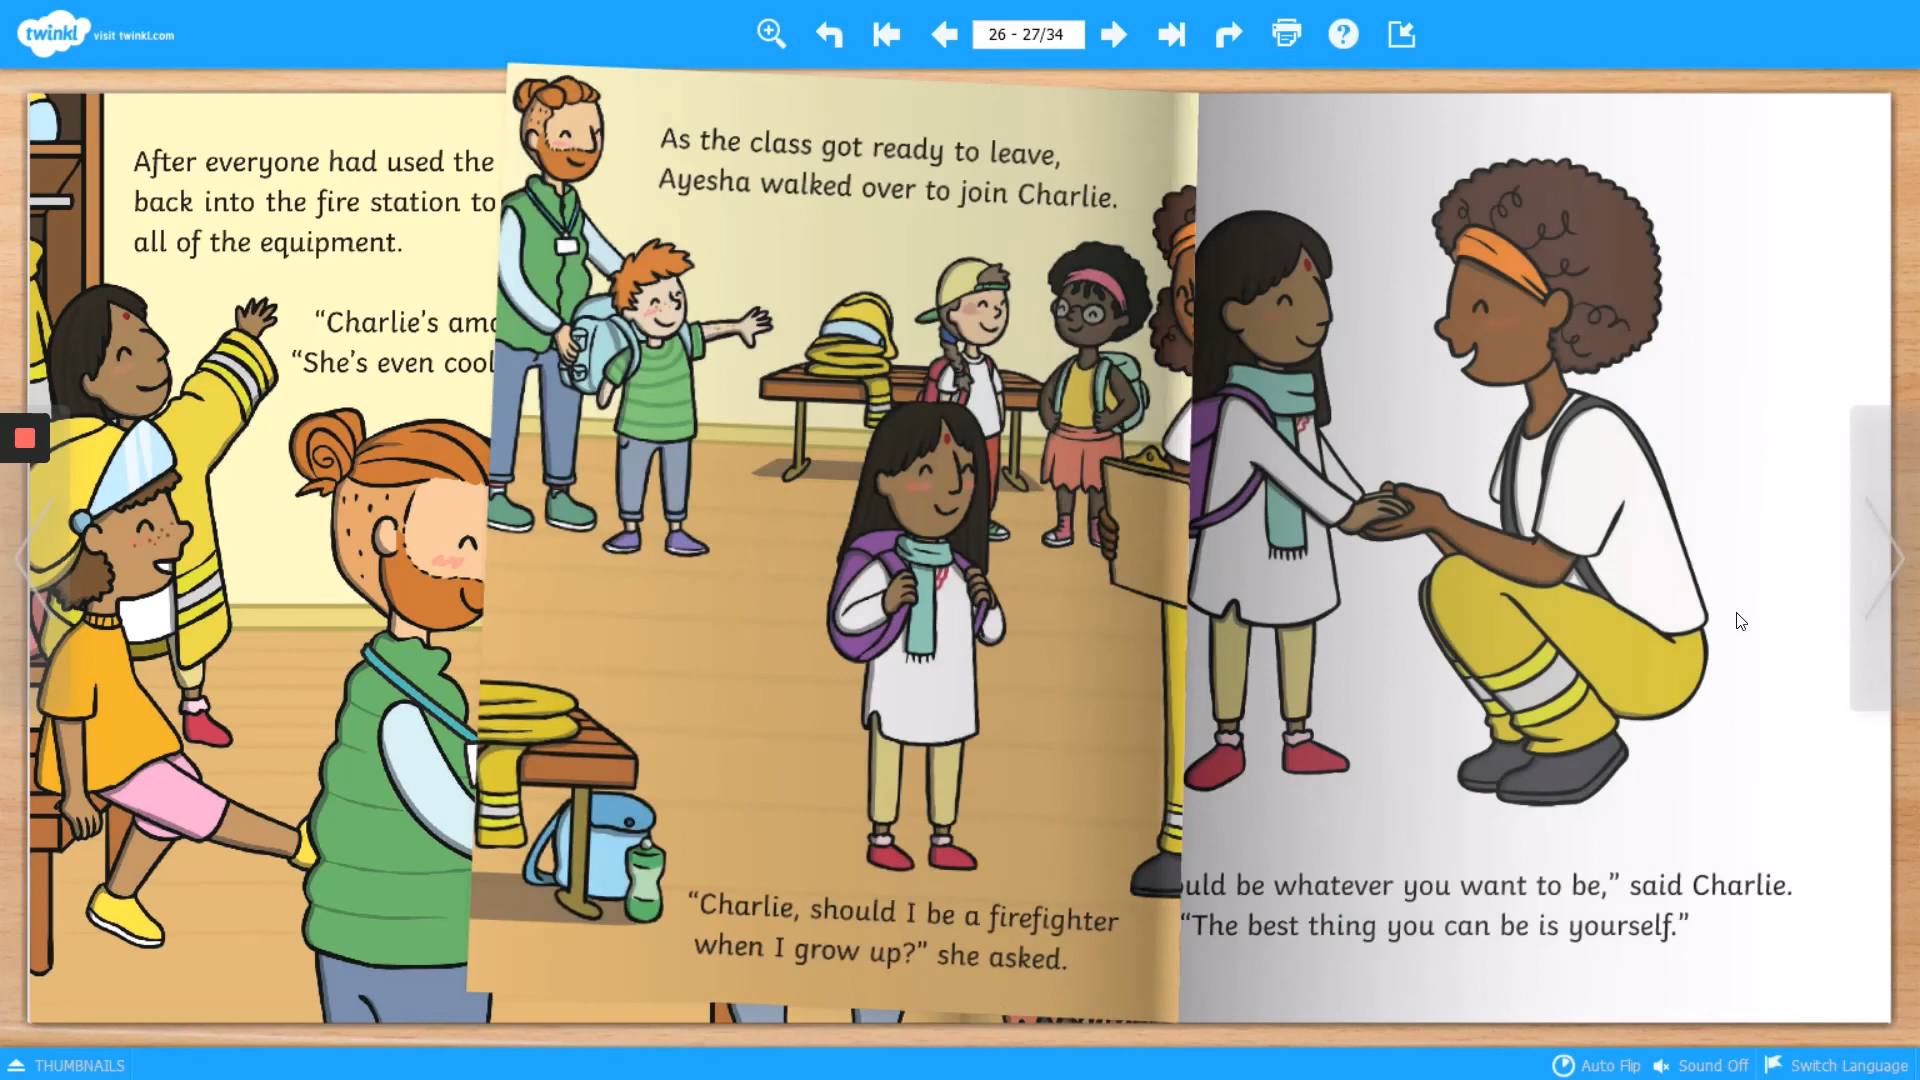 twinkl visit twinkl.com
26 - 27/34
After everyone had used the
back into the fire station to
all of the equipment.
“Charlie’s
“She’s even
As the class got ready to leave,
Ayesha walked over to join Charlie.
“Charlie, should I be a firefighter
when I grow up?” she asked.
be whatever you want to be,” said Charlie.
“The best thing you can be is yourself.”
THUMBNAILS
Auto Flip
Sound Off
Switch Language